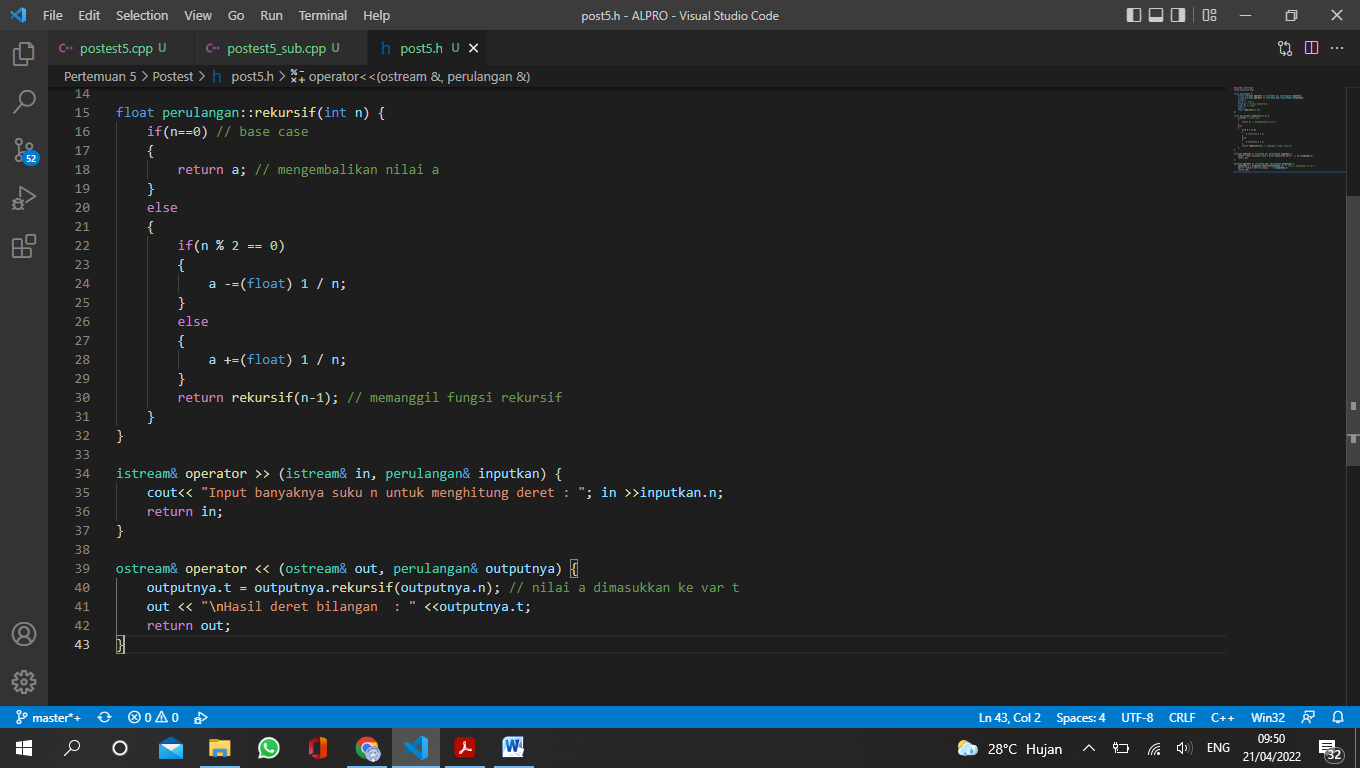 File Edit Selection View Go Run Terminal Help post5.h - ALPRO - Visual Studio Code
C++ postest5.cpp U C++ postest5_sub.cpp U h post5.h U
Pertemuan 5 > Postest > h post5.h > operator<<(ostream &, perulangan &)
14
15 float perulangan::rekursif(int n) {
16 if(n==0) // base case
17 {
18 return a; // mengembalikan nilai a
19 }
20 else
21 {
22 if(n % 2 == 0)
23 {
24 a -=(float) 1 / n;
25 }
26 else
27 {
28 a +=(float) 1 / n;
29 }
30 return rekursif(n-1); // memanggil fungsi rekursif
31 }
32 }
33
34 istream& operator >> (istream& in, perulangan& inputkan) {
35 cout<< "Input banyaknya suku n untuk menghitung deret : "; in >>inputkan.n;
36 return in;
37 }
38
39 ostream& operator << (ostream& out, perulangan& outputnya) {
40 outputnya.t = outputnya.rekursif(outputnya.n); // nilai a dimasukkan ke var t
41 out << "\nHasil deret bilangan  : " <<outputnya.t;
42 return out;
43 }
52
master*+ 0 0 Ln 43, Col 2 Spaces: 4 UTF-8 CRLF C++ Win32
28°C Hujan ENG 09:50
21/04/2022 32